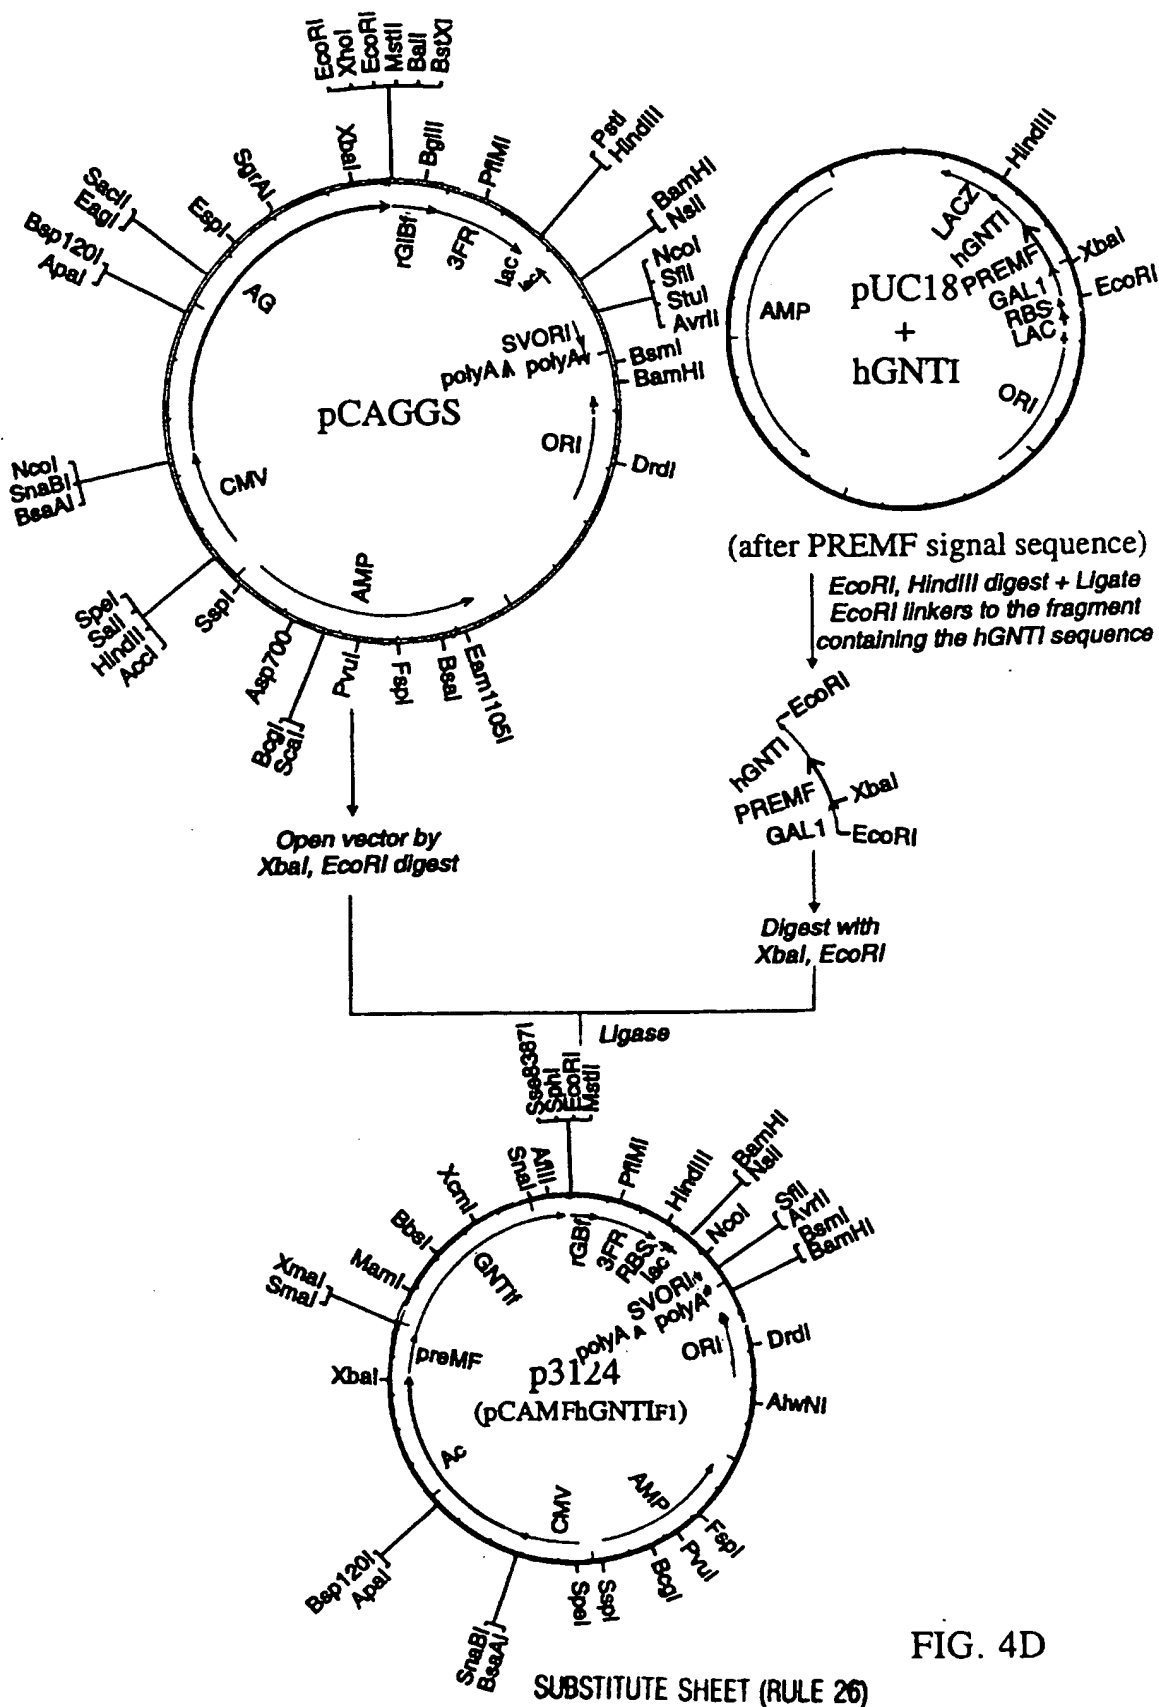 EcoRI
XhoI
EcoRI
MstII
BalI
BstXI
XbaI
BglII
PflMI
PstI
HindIII
BamHI
NsiI
NcoI
SfiI
StuI
AvrII
BsmI
BamHI
DrdI
SgrAI
EspI
SacII
EagI
Bsp120I
ApaI
NcoI
SnaBI
BsaAI
SpeI
SalI
HindII
AccI
SspI
Asp700
BcgI
ScaI
PvuI
FspI
BsaI
Eam1105I
AG
rGlBf
3FR
lac
lac
SVORI
polyA polyA
pCAGGS
ORI
CMV
AMP
HindIII
XbaI
EcoRI
LACZ
hGNTI
PREMF
GAL1
RBS
LAC
AMP
ORI
pUC18
+
hGNTI
(after PREMF signal sequence)
EcoRI, HindIII digest + Ligate
EcoRI linkers to the fragment
containing the hGNTI sequence
EcoRI
hGNTI
PREMF
XbaI
GAL1
EcoRI
Open vector by
XbaI, EcoRI digest
Digest with
XbaI, EcoRI
Ligase
Sse8387I
SphI
EcoRI
MstII
AflII
SnaI
XcmI
BbsI
MamI
XmaI
SmaI
XbaI
PflMI
HindIII
BamHI
NsiI
NcoI
SfiI
AvrII
BsmI
BamHI
DrdI
AlwNI
FspI
PvuI
BcgI
SspI
SpeI
SnaBI
BsaAI
Bsp120I
ApaI
GNTIf
rGBf
3FR
RBS
lac
SVORI
polyA polyA
ORI
preMF
p3124
(pCAMFhGNTIF1)
Ac
CMV
AMP
FIG. 4D
SUBSTITUTE SHEET (RULE 26)